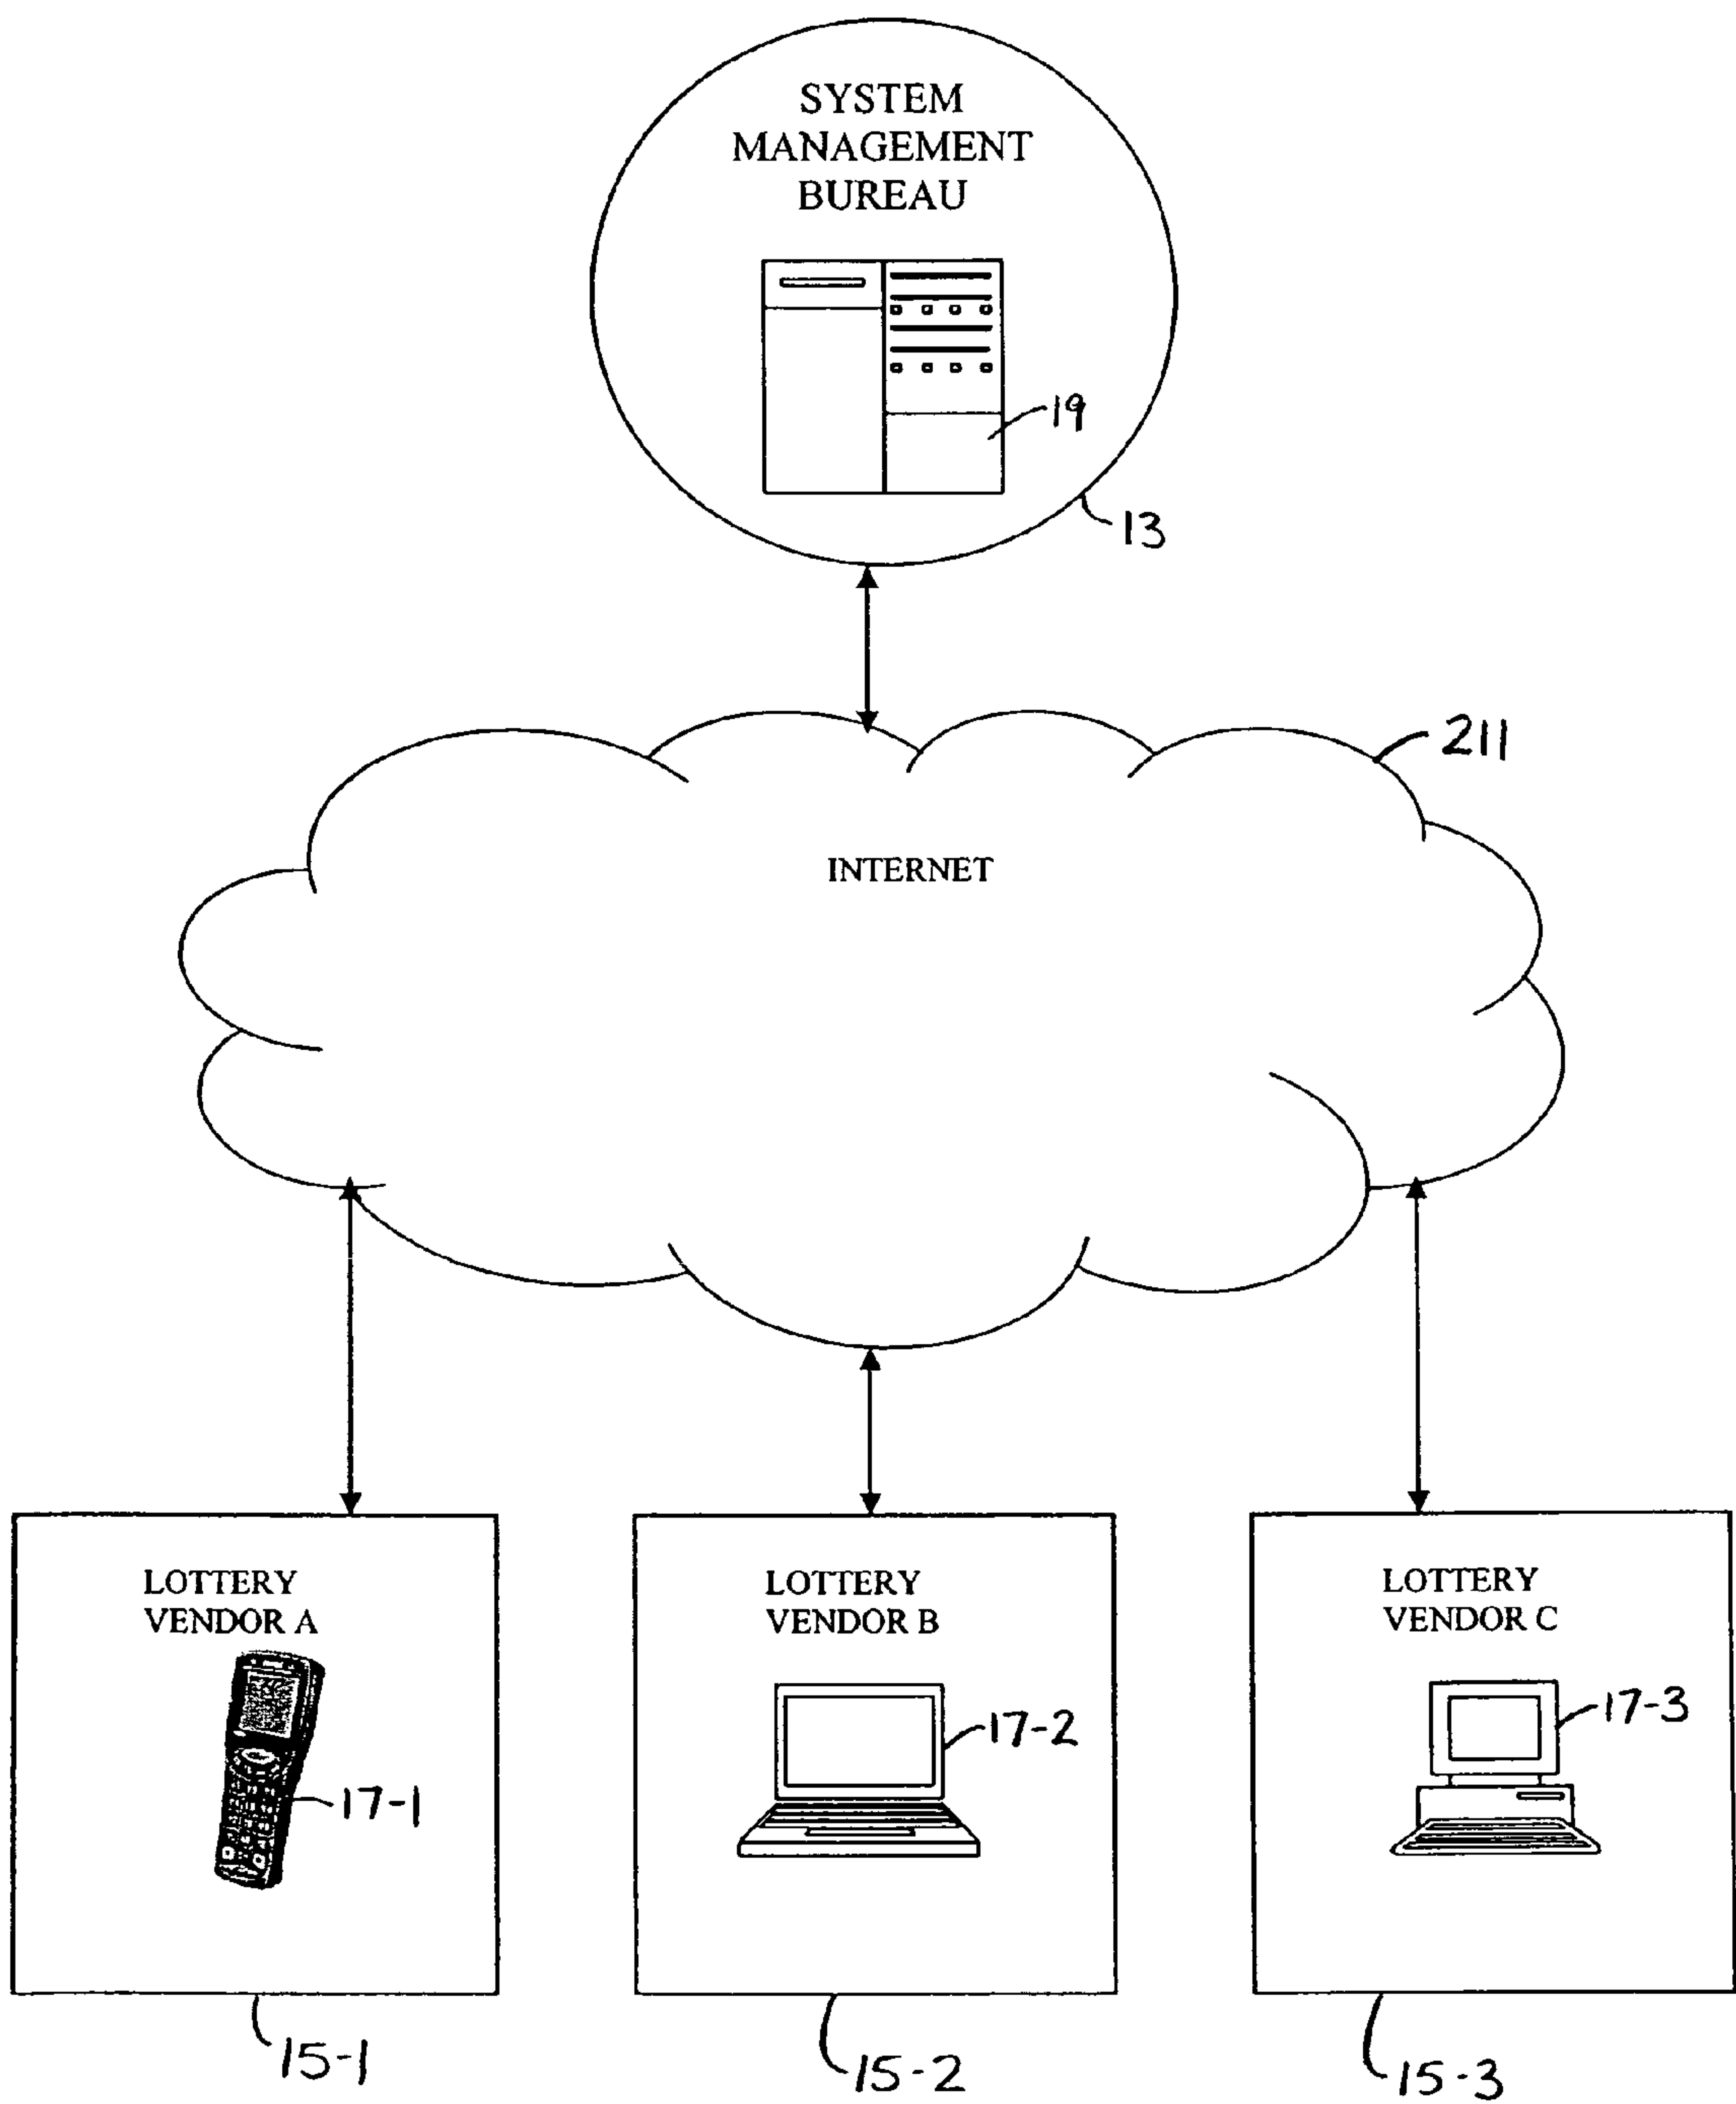 SYSTEM
MANAGEMENT
BUREAU
19
13
211
INTERNET
LOTTERY
VENDOR A
17-1
15-1
LOTTERY
VENDOR B
17-2
15-2
LOTTERY
VENDOR C
17-3
15-3